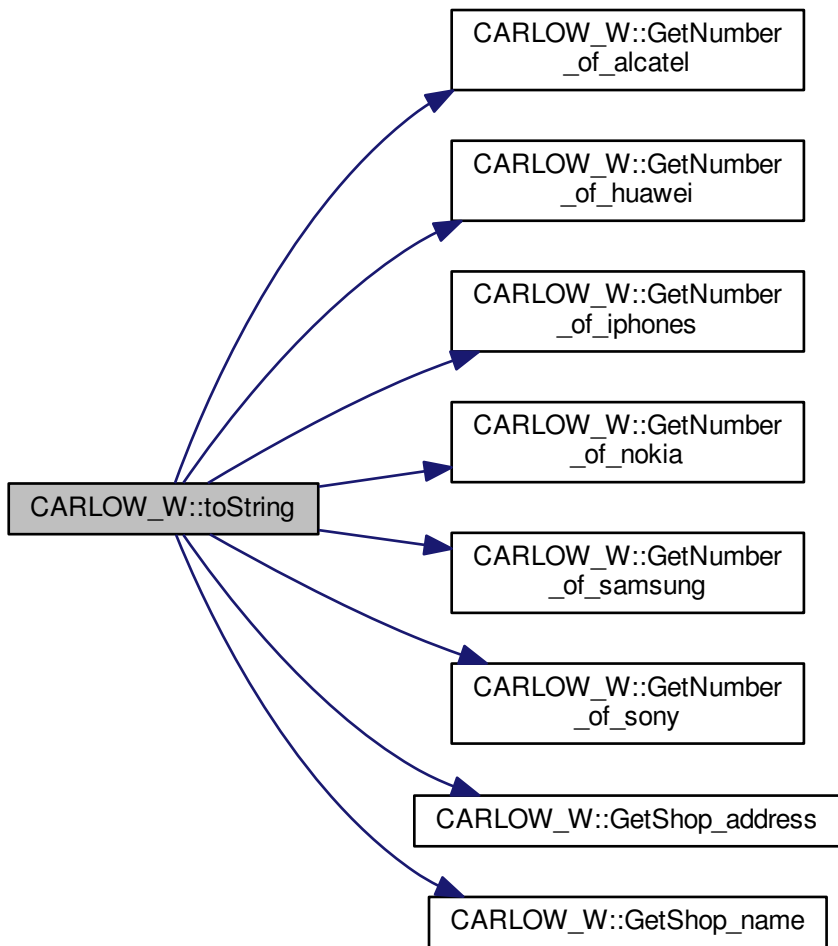 CARLOW_W::GetNumber
_of_alcatel
CARLOW_W::GetNumber
_of_huawei
CARLOW_W::GetNumber
_of_iphones
CARLOW_W::GetNumber
_of_nokia
CARLOW_W::toString
CARLOW_W::GetNumber
_of_samsung
CARLOW_W::GetNumber
_of_sony
CARLOW_W::GetShop_address
CARLOW_W::GetShop_name